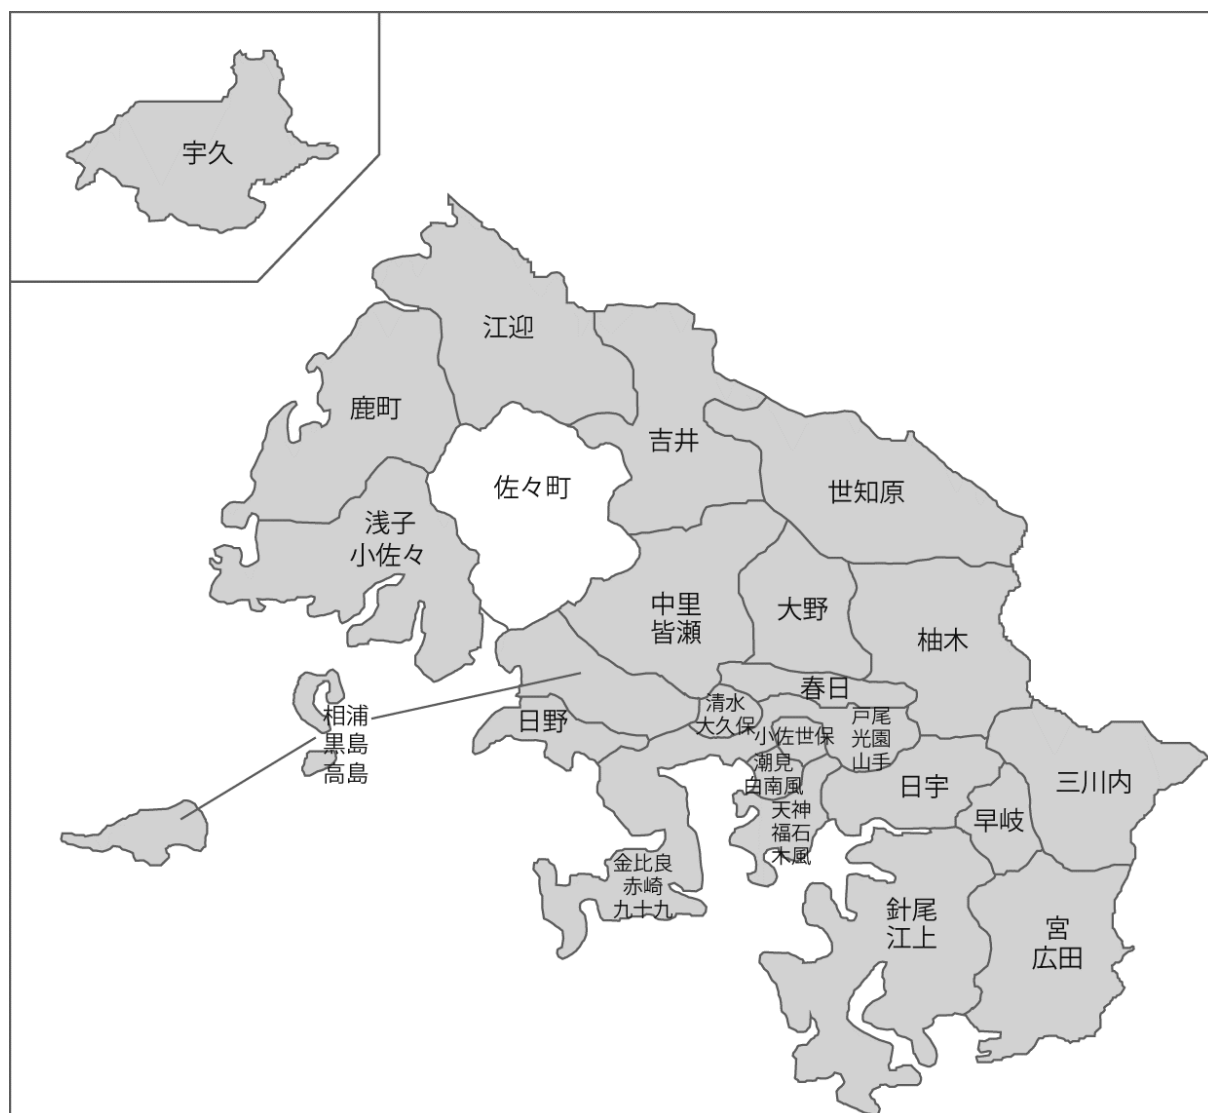 宇久
江迎
鹿町
吉井
佐々町
世知原
浅子
小佐々
中里
皆瀬
大野
柚木
春日
清水
大久保
日野
相浦
黒島
高島
小佐世保
戸尾
光園
山手
潮見
白南風
天神
福石
木風
日宇
早岐
三川内
金比良
赤崎
九十九
針尾
江上
宮
広田